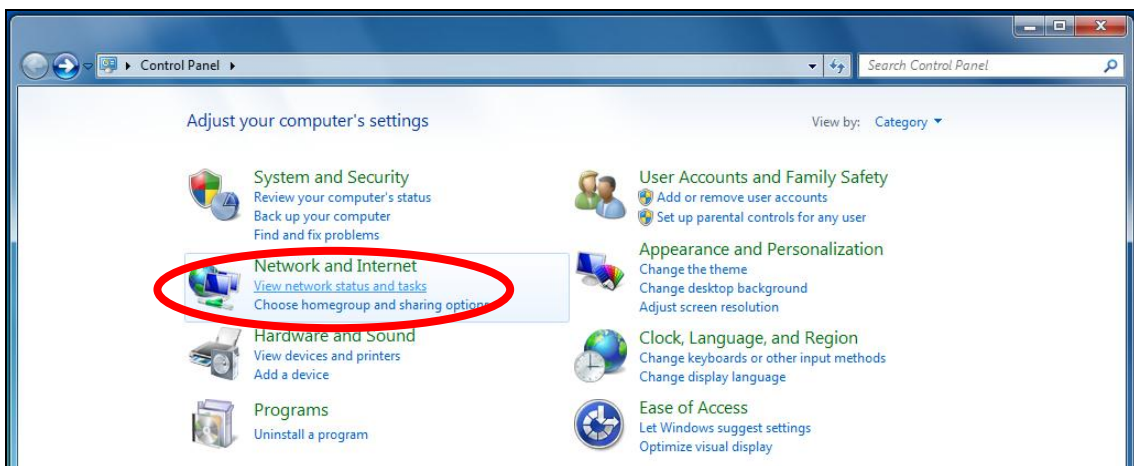 Control Panel
Search Control Panel
Adjust your computer's settings
View by: Category
System and Security
Review your computer's status
Back up your computer
Find and fix problems
Network and Internet
View network status and tasks
Choose homegroup and sharing options
Hardware and Sound
View devices and printers
Add a device
Programs
Uninstall a program
User Accounts and Family Safety
Add or remove user accounts
Set up parental controls for any user
Appearance and Personalization
Change the theme
Change desktop background
Adjust screen resolution
Clock, Language, and Region
Change keyboards or other input methods
Change display language
Ease of Access
Let Windows suggest settings
Optimize visual display